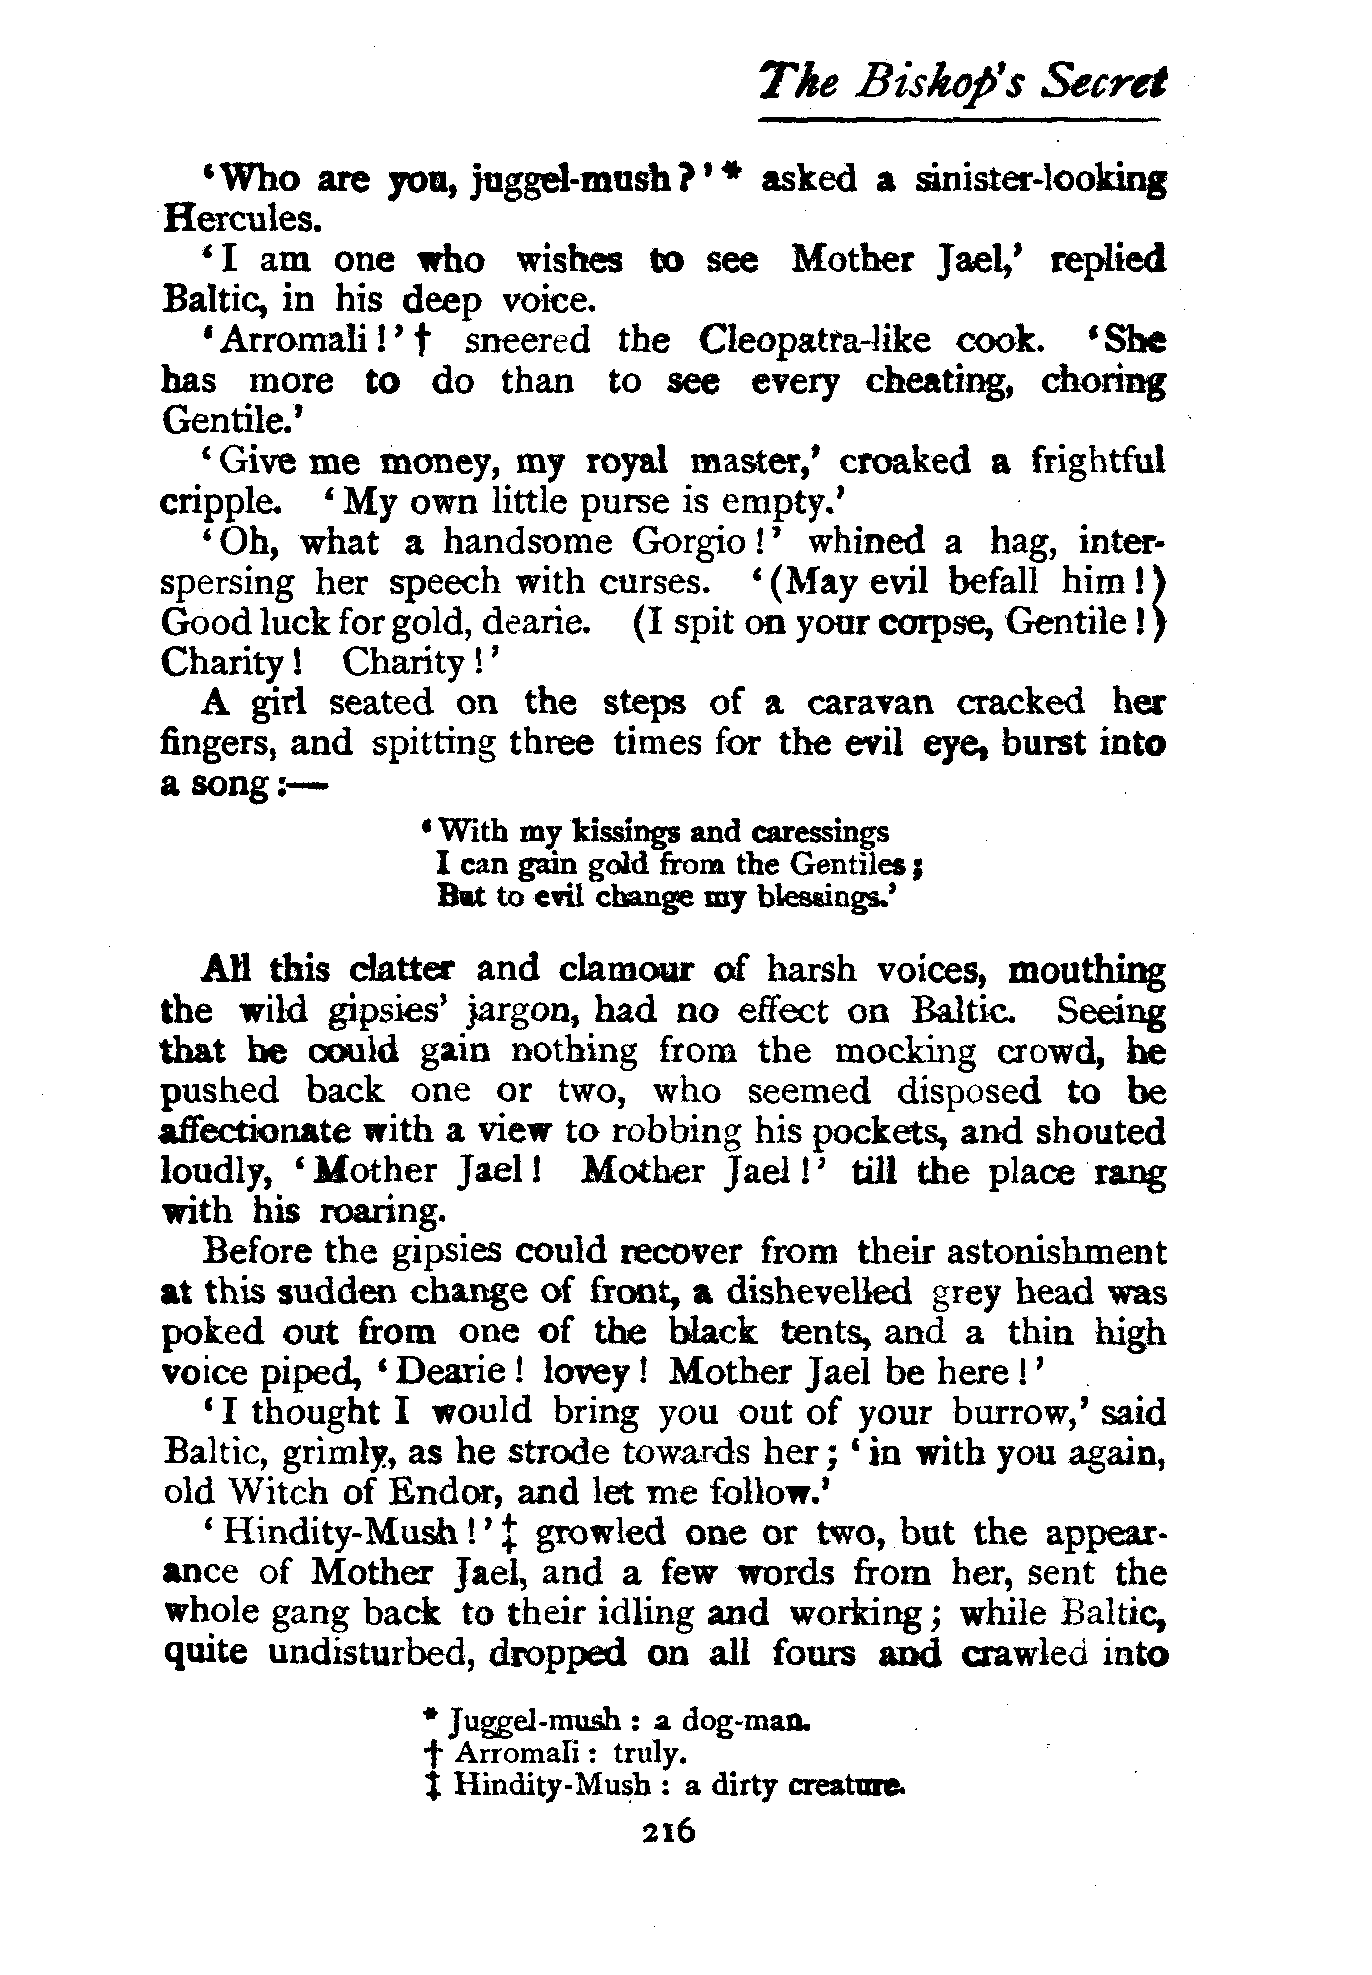 The Bishop's Secret
‘Who are you, juggel-mush?’* asked a sinister-looking
Hercules.
‘I am one who wishes to see Mother Jael,’ replied
Baltic, in his deep voice.
‘Arromali!’† sneered the Cleopatra-like cook. ‘She
has more to do than to see every cheating, choring
Gentile.’
‘Give me money, my royal master,’ croaked a frightful
cripple. ‘My own little purse is empty.’
‘Oh, what a handsome Gorgio!’ whined a hag, inter-
spersing her speech with curses. ‘(May evil befall him!)
Good luck for gold, dearie. (I spit on your corpse, Gentile!)
Charity! Charity!’
A girl seated on the steps of a caravan cracked her
fingers, and spitting three times for the evil eye, burst into
a song:—
‘With my kissings and caressings
I can gain gold from the Gentiles;
But to evil change my blessings.’
All this clatter and clamour of harsh voices, mouthing
the wild gipsies’ jargon, had no effect on Baltic. Seeing
that he could gain nothing from the mocking crowd, he
pushed back one or two, who seemed disposed to be
affectionate with a view to robbing his pockets, and shouted
loudly, ‘Mother Jael! Mother Jael!’ till the place rang
with his roaring.
Before the gipsies could recover from their astonishment
at this sudden change of front, a dishevelled grey head was
poked out from one of the black tents, and a thin high
voice piped, ‘Dearie! lovey! Mother Jael be here!’
‘I thought I would bring you out of your burrow,’ said
Baltic, grimly, as he strode towards her; ‘in with you again,
old Witch of Endor, and let me follow.’
‘Hindity-Mush!’‡ growled one or two, but the appear-
ance of Mother Jael, and a few words from her, sent the
whole gang back to their idling and working; while Baltic,
quite undisturbed, dropped on all fours and crawled into
* Juggel-mush: a dog-man.
† Arromali: truly.
‡ Hindity-Mush: a dirty creature.
216